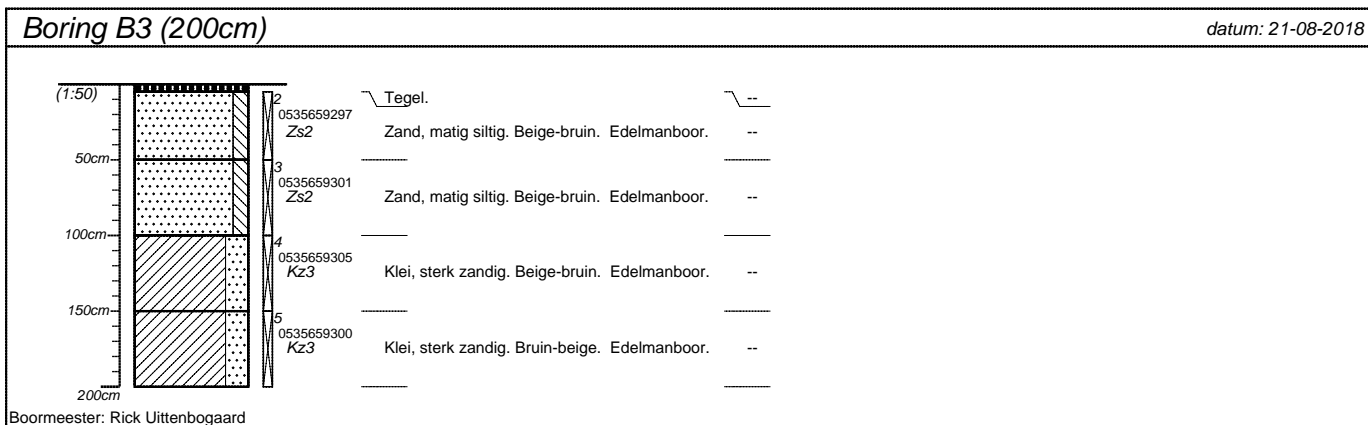 Boring B3 (200cm) datum: 21-08-2018
(1:50) 2 Tegel. --
0535659297
Zs2 Zand, matig siltig. Beige-bruin. Edelmanboor. --
50cm
3
0535659301
Zs2 Zand, matig siltig. Beige-bruin. Edelmanboor. --
100cm
4
0535659305
Kz3 Klei, sterk zandig. Beige-bruin. Edelmanboor. --
150cm
5
0535659300
Kz3 Klei, sterk zandig. Bruin-beige. Edelmanboor. --
200cm
Boormeester: Rick Uittenbogaard